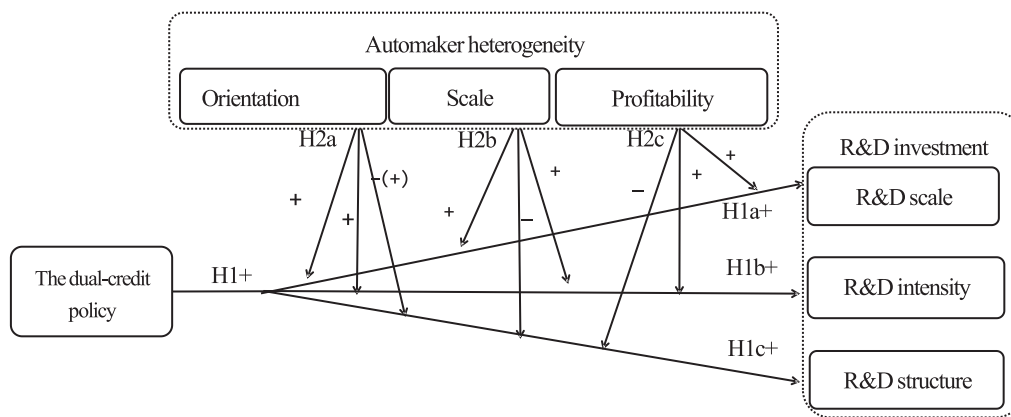 Automaker heterogeneity
Orientation
Scale
Profitability
H2a
H2b
H2c
R&D investment
R&D scale
-(+)
+
+
+
+
+
−
−
+
+
H1a+
The dual-credit
policy
H1+
H1b+
R&D intensity
H1c+
R&D structure